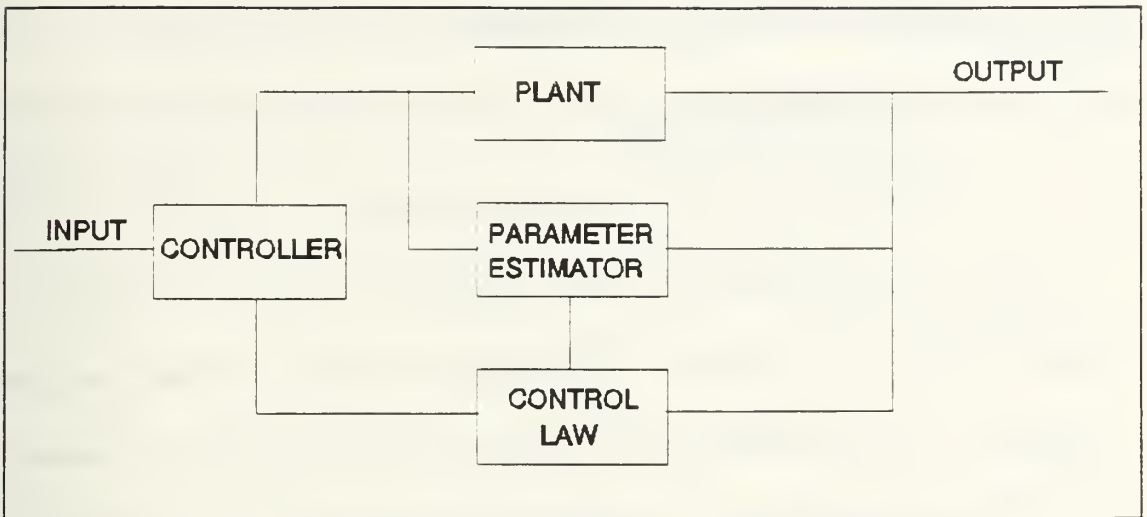 PLANT
OUTPUT
INPUT
CONTROLLER
PARAMETER
ESTIMATOR
CONTROL
LAW